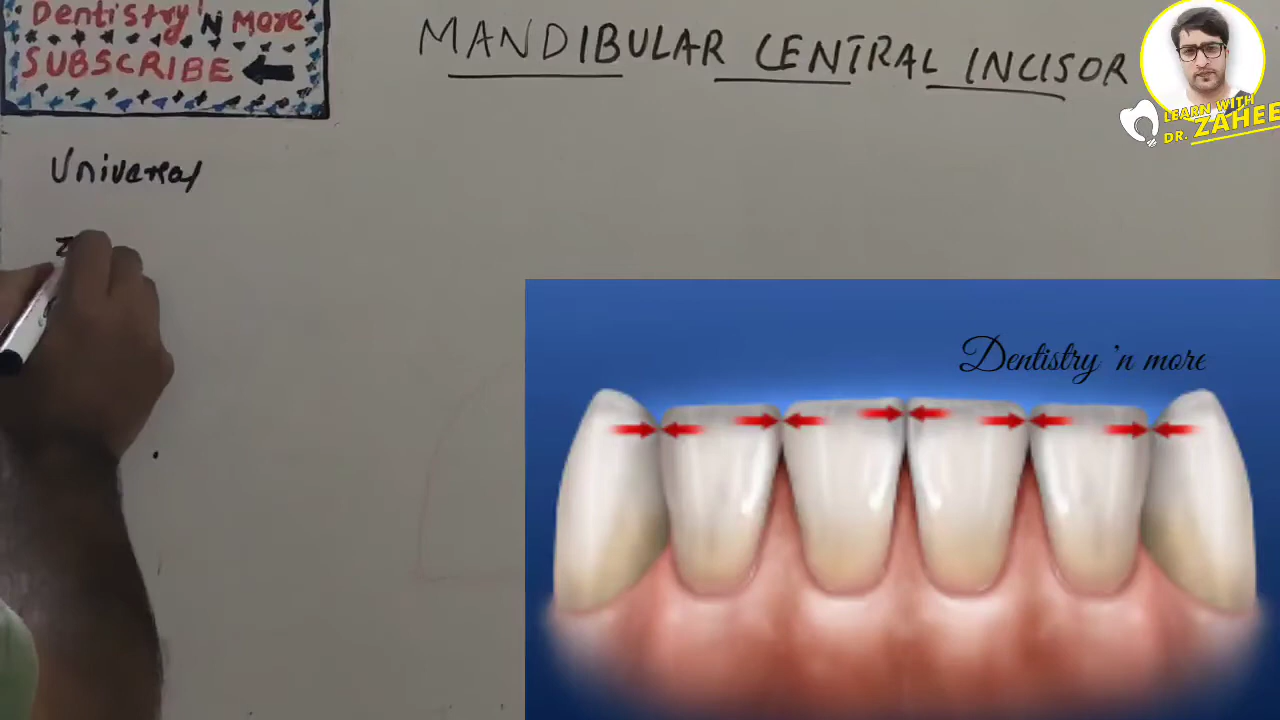 Dentistry 'N More
SUBSCRIBE
MANDIBULAR CENTRAL INCISOR
LEARN WITH
DR. ZAHEE
Universal
Dentistry 'n more